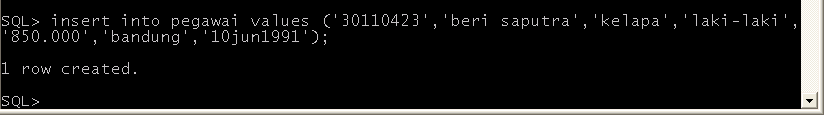 SQL> insert into pegawai values ('30110423','beri saputra','kelapa','laki-laki',
'850.000','bandung','10jun1991');
1 row created.
SQL>